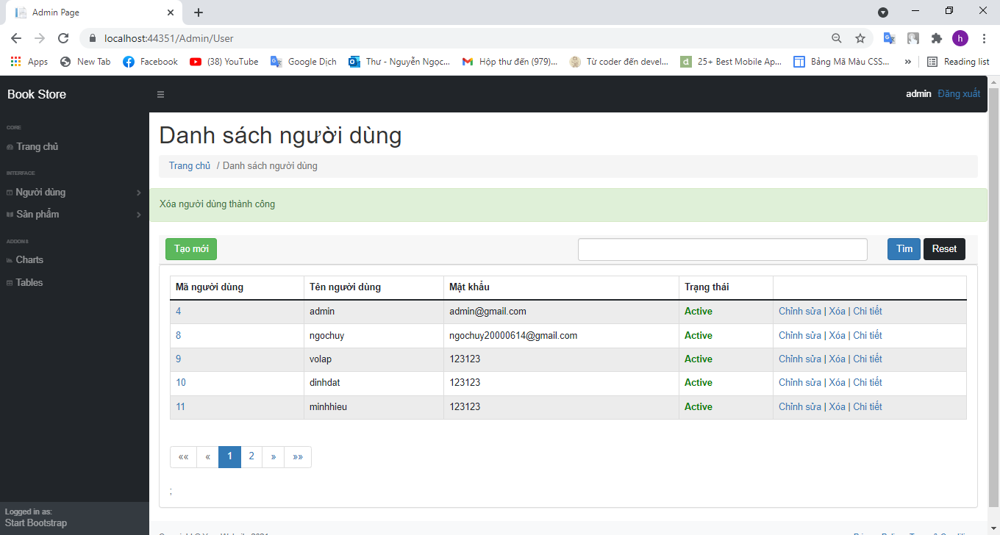 Admin Page
localhost:44351/Admin/User
h
Apps New Tab Facebook (38) YouTube Google Dịch Thư - Nguyễn Ngọc... Hộp thư đến (979)... Từ coder đến devel... 25+ Best Mobile Ap... Bảng Mã Màu CSS... » Reading list
Book Store
admin Đăng xuất
CORE
Trang chủ
INTERFACE
Người dùng
Sản phẩm
ADDONS
Charts
Tables
Logged in as:
Start Bootstrap
Danh sách người dùng
Trang chủ / Danh sách người dùng
Xóa người dùng thành công
Tạo mới Tìm Reset
Mã người dùng Tên người dùng Mật khẩu Trạng thái
4 admin admin@gmail.com Active Chỉnh sửa | Xóa | Chi tiết
8 ngochuy ngochuy20000614@gmail.com Active Chỉnh sửa | Xóa | Chi tiết
9 volap 123123 Active Chỉnh sửa | Xóa | Chi tiết
10 dinhdat 123123 Active Chỉnh sửa | Xóa | Chi tiết
11 minhhieu 123123 Active Chỉnh sửa | Xóa | Chi tiết
«« « 1 2 » »»
;